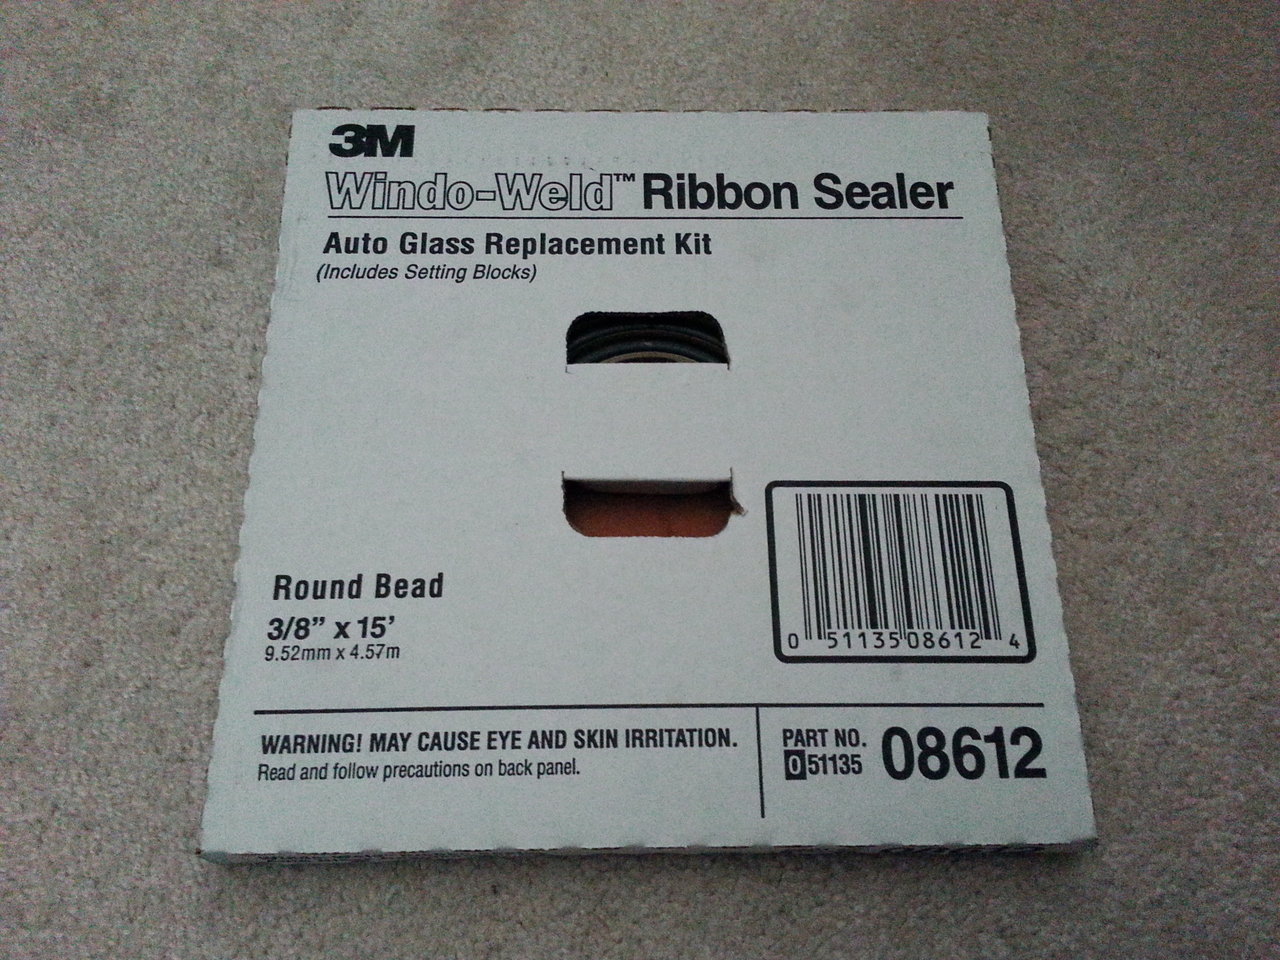 3M
Windo-Weld™ Ribbon Sealer
Auto Glass Replacement Kit
(Includes Setting Blocks)
Round Bead
3/8” x 15’
9.52mm x 4.57m
0 51135 08612 4
WARNING! MAY CAUSE EYE AND SKIN IRRITATION.
Read and follow precautions on back panel.
PART NO.
051135 08612